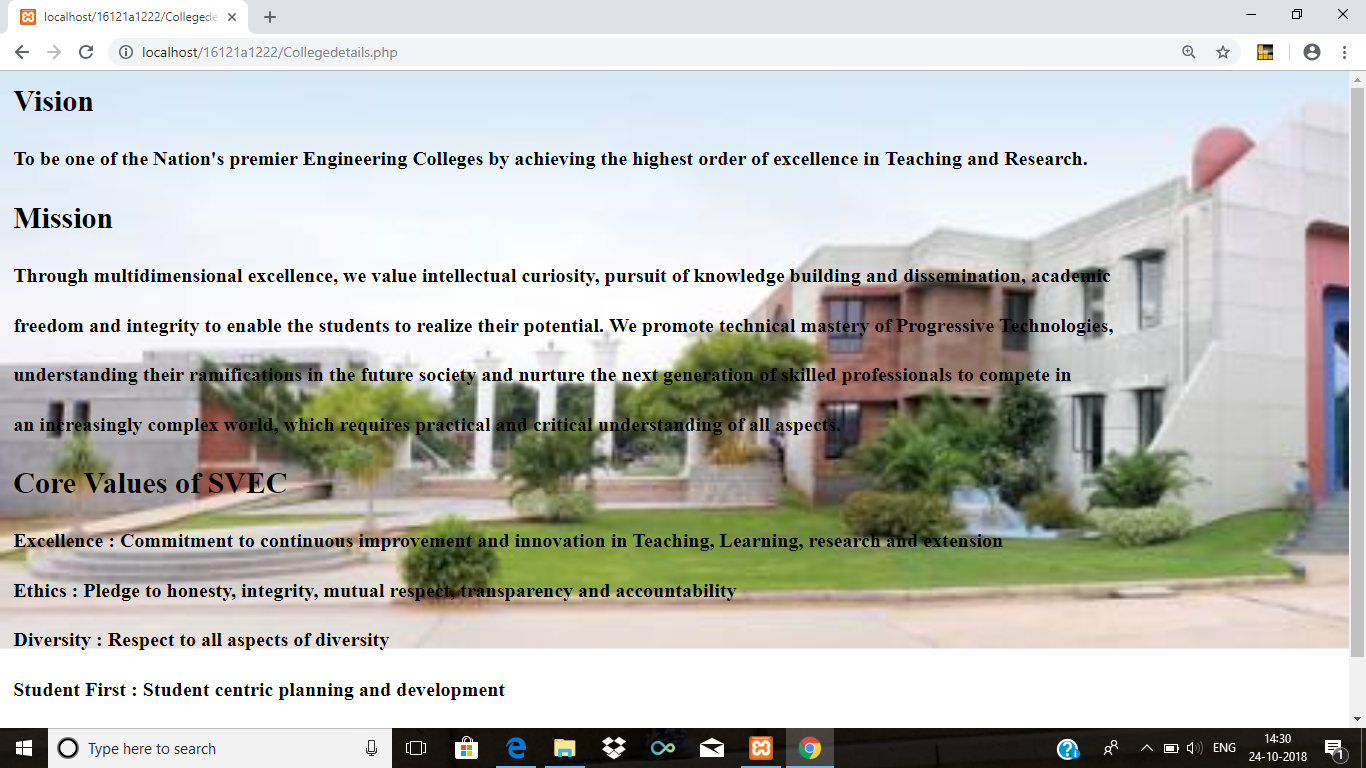 localhost/16121a1222/Collegede
localhost/16121a1222/Collegedetails.php
Vision
To be one of the Nation's premier Engineering Colleges by achieving the highest order of excellence in Teaching and Research.
Mission
Through multidimensional excellence, we value intellectual curiosity, pursuit of knowledge building and dissemination, academic
freedom and integrity to enable the students to realize their potential. We promote technical mastery of Progressive Technologies,
understanding their ramifications in the future society and nurture the next generation of skilled professionals to compete in
an increasingly complex world, which requires practical and critical understanding of all aspects.
Core Values of SVEC
Excellence : Commitment to continuous improvement and innovation in Teaching, Learning, research and extension
Ethics : Pledge to honesty, integrity, mutual respect, transparency and accountability
Diversity : Respect to all aspects of diversity
Student First : Student centric planning and development
Type here to search
ENG
14:30
24-10-2018
1